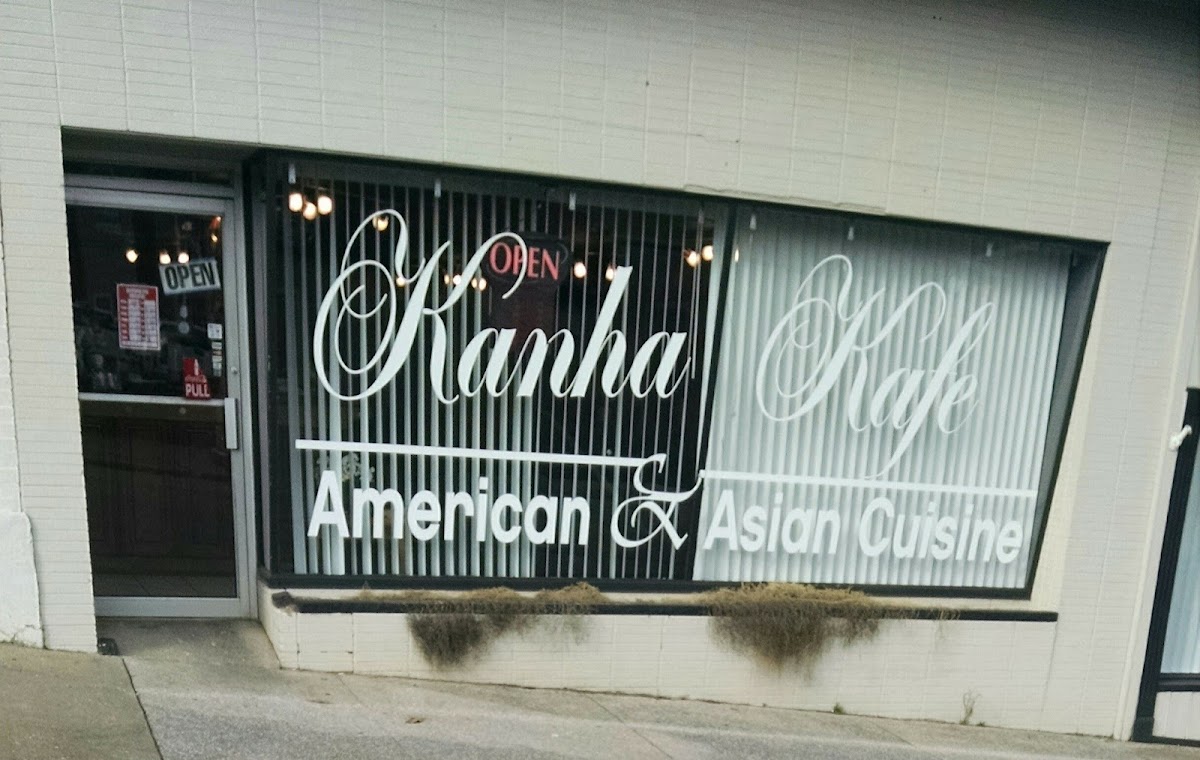 OPEN
PULL
OPEN
Kanha Kafe
American & Asian Cuisine